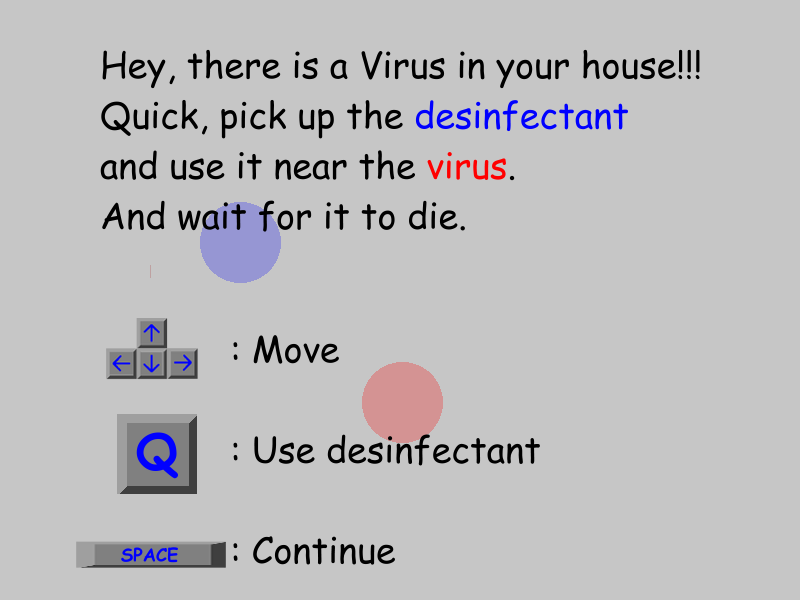 Hey, there is a Virus in your house!!!
Quick, pick up the desinfectant
and use it near the virus.
And wait for it to die.
↑
← ↓ → : Move
Q : Use desinfectant
SPACE : Continue